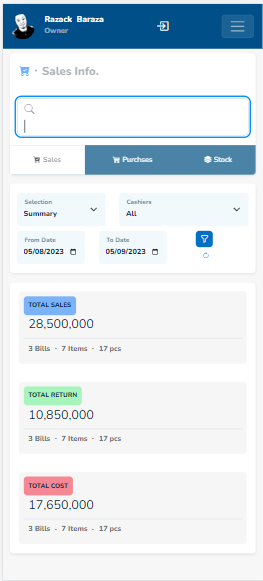 Razack Baraza
Owner
· Sales Info.
Sales
Purchses
Stock
Selection
Summary
Cashiers
All
From Date
05/08/2023
To Date
05/09/2023
TOTAL SALES
28,500,000
3 Bills · 7 Items · 17 pcs
TOTAL RETURN
10,850,000
3 Bills · 7 Items · 17 pcs
TOTAL COST
17,650,000
3 Bills · 7 Items · 17 pcs